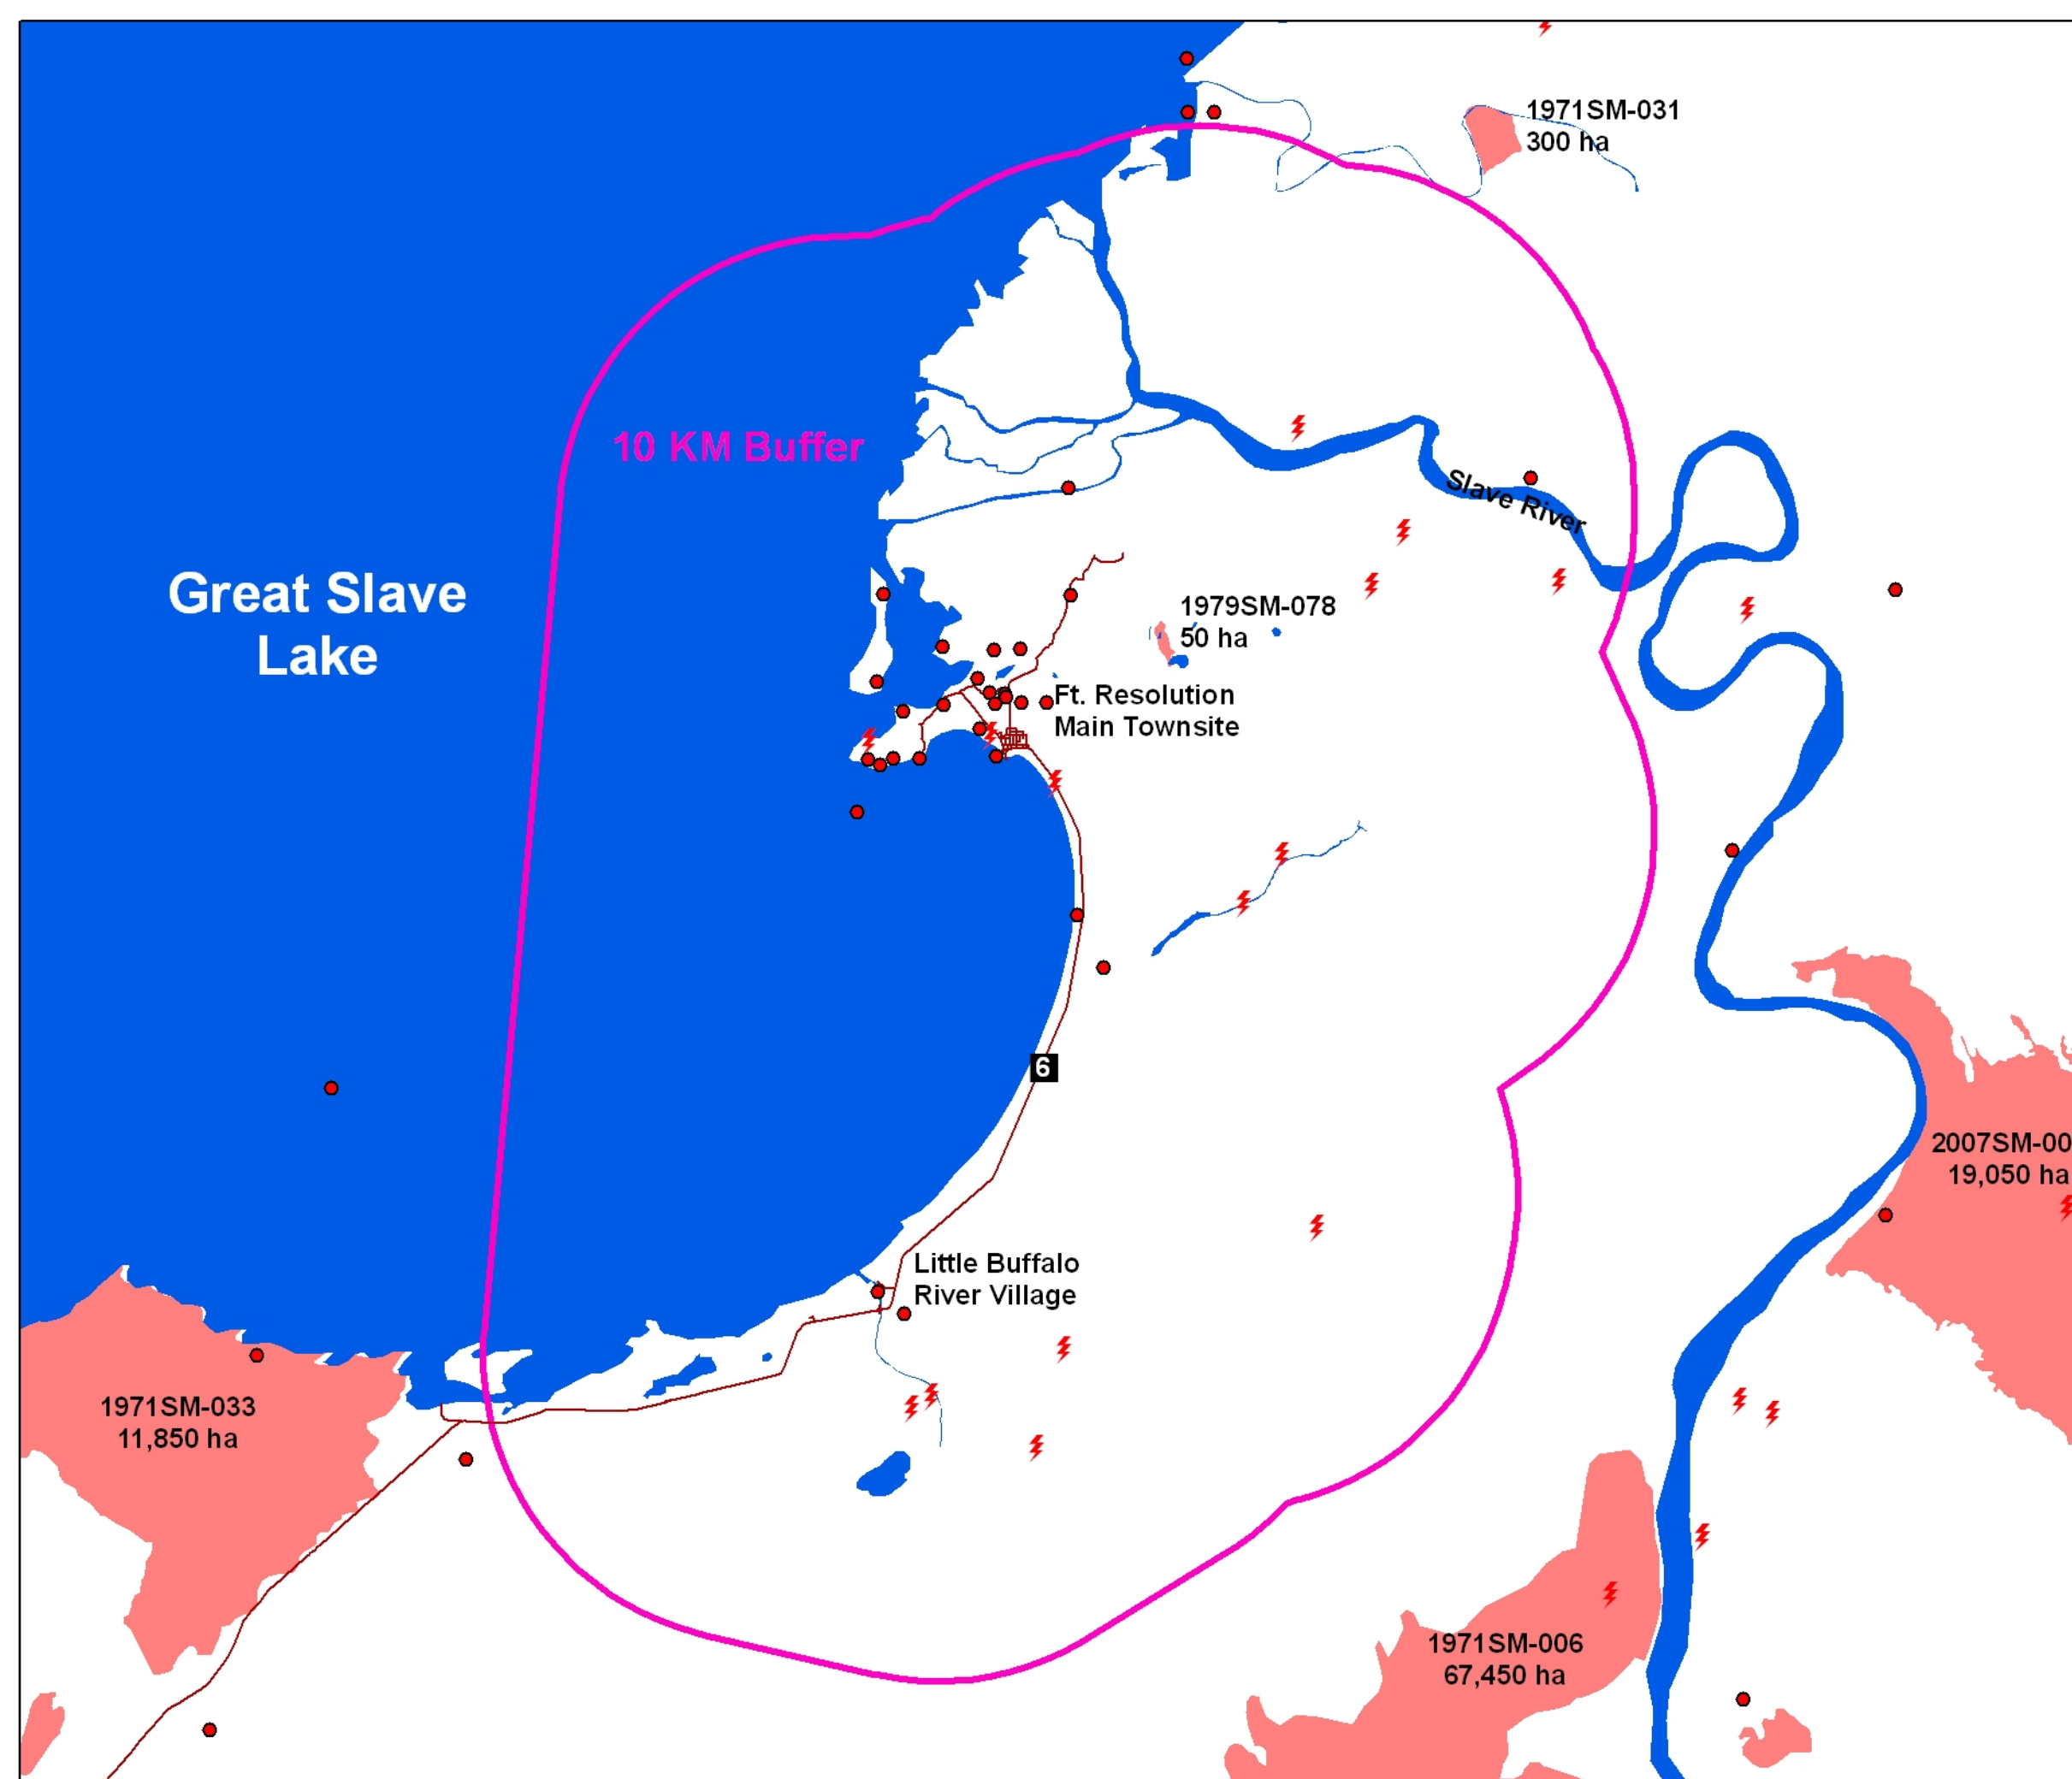 1971SM-031
300 ha
10 KM Buffer
Slave River
Great Slave
Lake
1979SM-078
50 ha
Ft. Resolution
Main Townsite
6
2007SM-00
19,050 ha
Little Buffalo
River Village
1971SM-033
11,850 ha
1971SM-006
67,450 ha